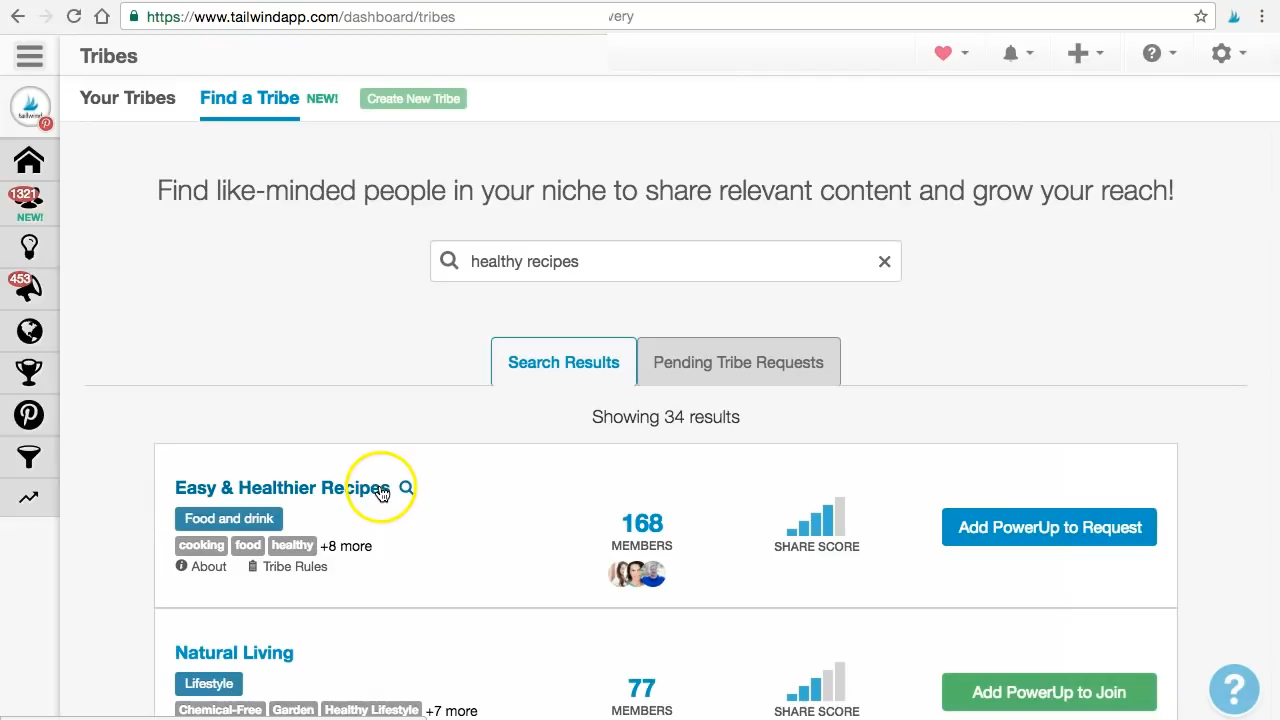 https://www.tailwindapp.com/dashboard/tribes very
Tribes
Your Tribes Find a Tribe NEW! Create New Tribe
tailwind
1321
NEW!
453
Find like-minded people in your niche to share relevant content and grow your reach!
healthy recipes
Search Results Pending Tribe Requests
Showing 34 results
Easy & Healthier Recipes
Food and drink
cooking food healthy +8 more
About Tribe Rules
168
MEMBERS
SHARE SCORE
Add PowerUp to Request
Natural Living
Lifestyle
Chemical-Free Garden Healthy Lifestyle +7 more
77
MEMBERS
SHARE SCORE
Add PowerUp to Join